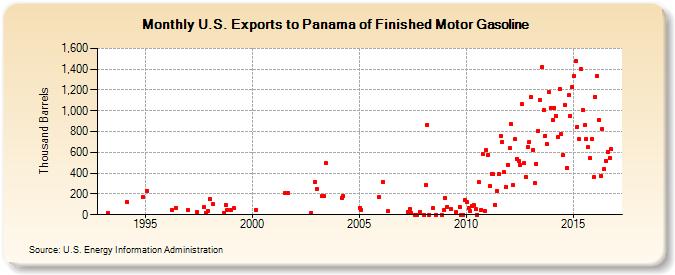 Monthly U.S. Exports to Panama of Finished Motor Gasoline
Thousand Barrels
1,600
1,400
1,200
1,000
800
600
400
200
0
1995 2000 2005 2010 2015
Source: U.S. Energy Information Administration